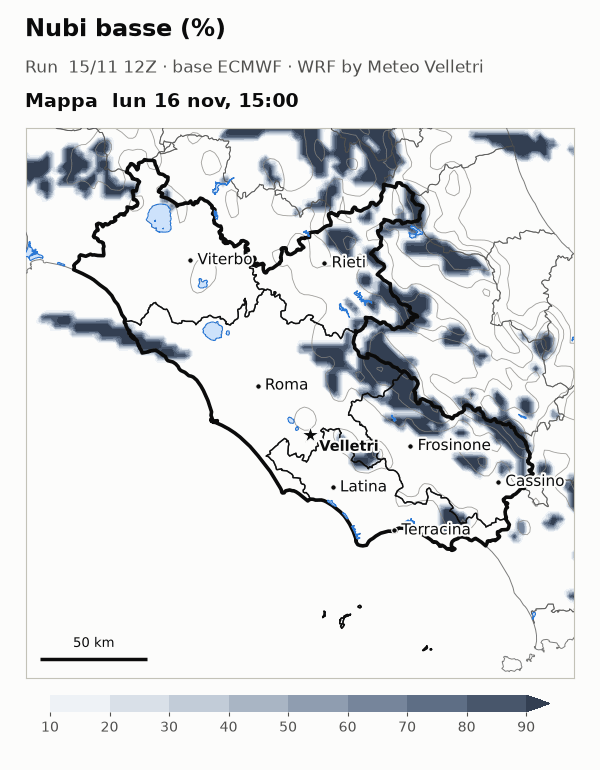 Nubi basse (%)
Run 15/11 12Z · base ECMWF · WRF by Meteo Velletri
Mappa lun 16 nov, 15:00
Viterbo
Rieti
Roma
Velletri
Frosinone
Cassino
Latina
Terracina
50 km
10 20 30 40 50 60 70 80 90